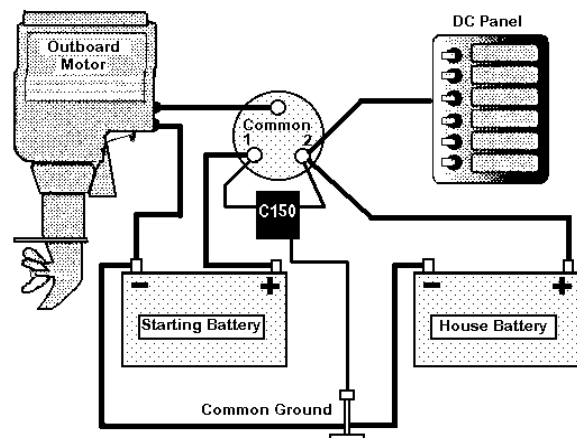 DC Panel
Outboard
Motor
Common
1 2
C150
- +
Starting Battery
- +
House Battery
Common Ground